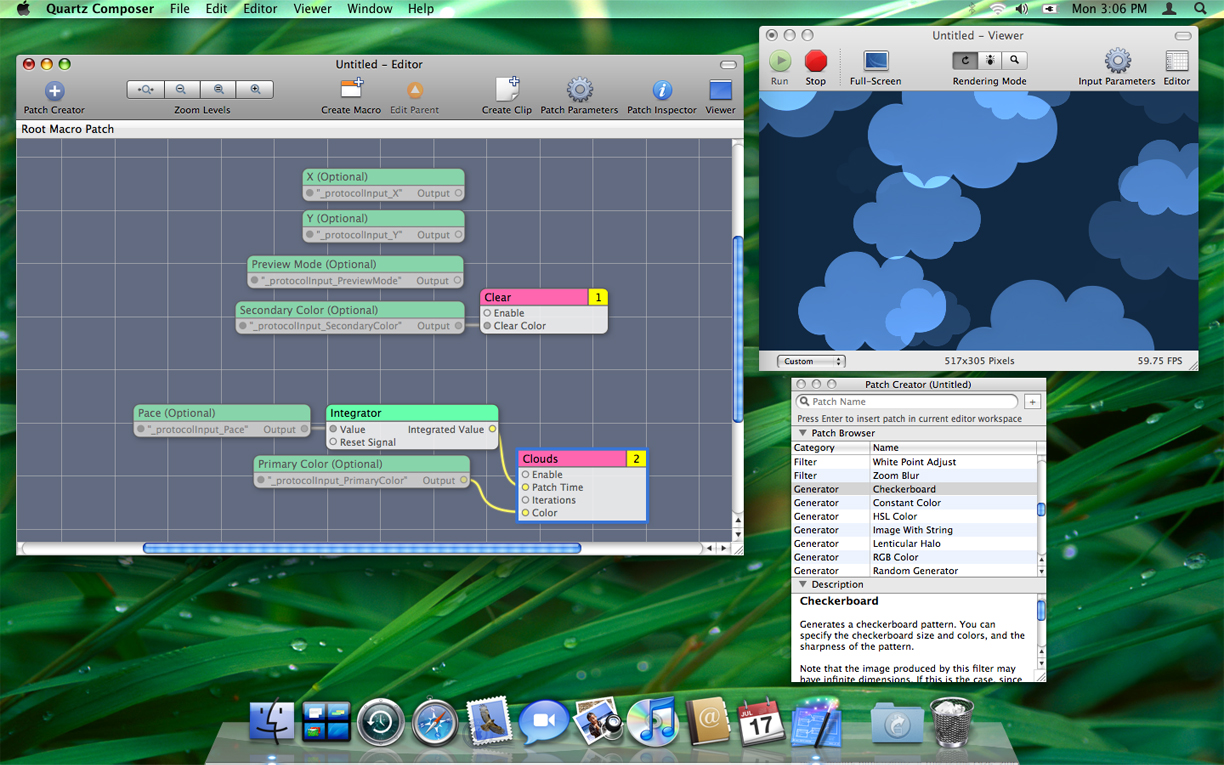 Quartz Composer File Edit Editor Viewer Window Help Mon 3:06 PM
Untitled – Editor
Patch Creator Zoom Levels Create Macro Edit Parent Create Clip Patch Parameters Patch Inspector Viewer
Root Macro Patch
X (Optional)
"_protocolInput_X" Output
Y (Optional)
"_protocolInput_Y" Output
Preview Mode (Optional)
"_protocolInput_PreviewMode" Output
Secondary Color (Optional)
"_protocolInput_SecondaryColor" Output
Clear 1
Enable
Clear Color
Pace (Optional)
"_protocolInput_Pace" Output
Integrator
Value Integrated Value
Reset Signal
Primary Color (Optional)
"_protocolInput_PrimaryColor" Output
Clouds 2
Enable
Patch Time
Iterations
Color
Untitled – Viewer
Run Stop Full-Screen Rendering Mode Input Parameters Editor
Custom 517x305 Pixels 59.75 FPS
Patch Creator (Untitled)
Patch Name
Press Enter to insert patch in current editor workspace
Patch Browser
Category Name
Filter White Point Adjust
Filter Zoom Blur
Generator Checkerboard
Generator Constant Color
Generator HSL Color
Generator Image With String
Generator Lenticular Halo
Generator RGB Color
Generator Random Generator
Description
Checkerboard
Generates a checkerboard pattern. You can
specify the checkerboard size and colors, and the
sharpness of the pattern.
Note that the image produced by this filter may
have infinite dimensions. If this is the case, since
JUL
17